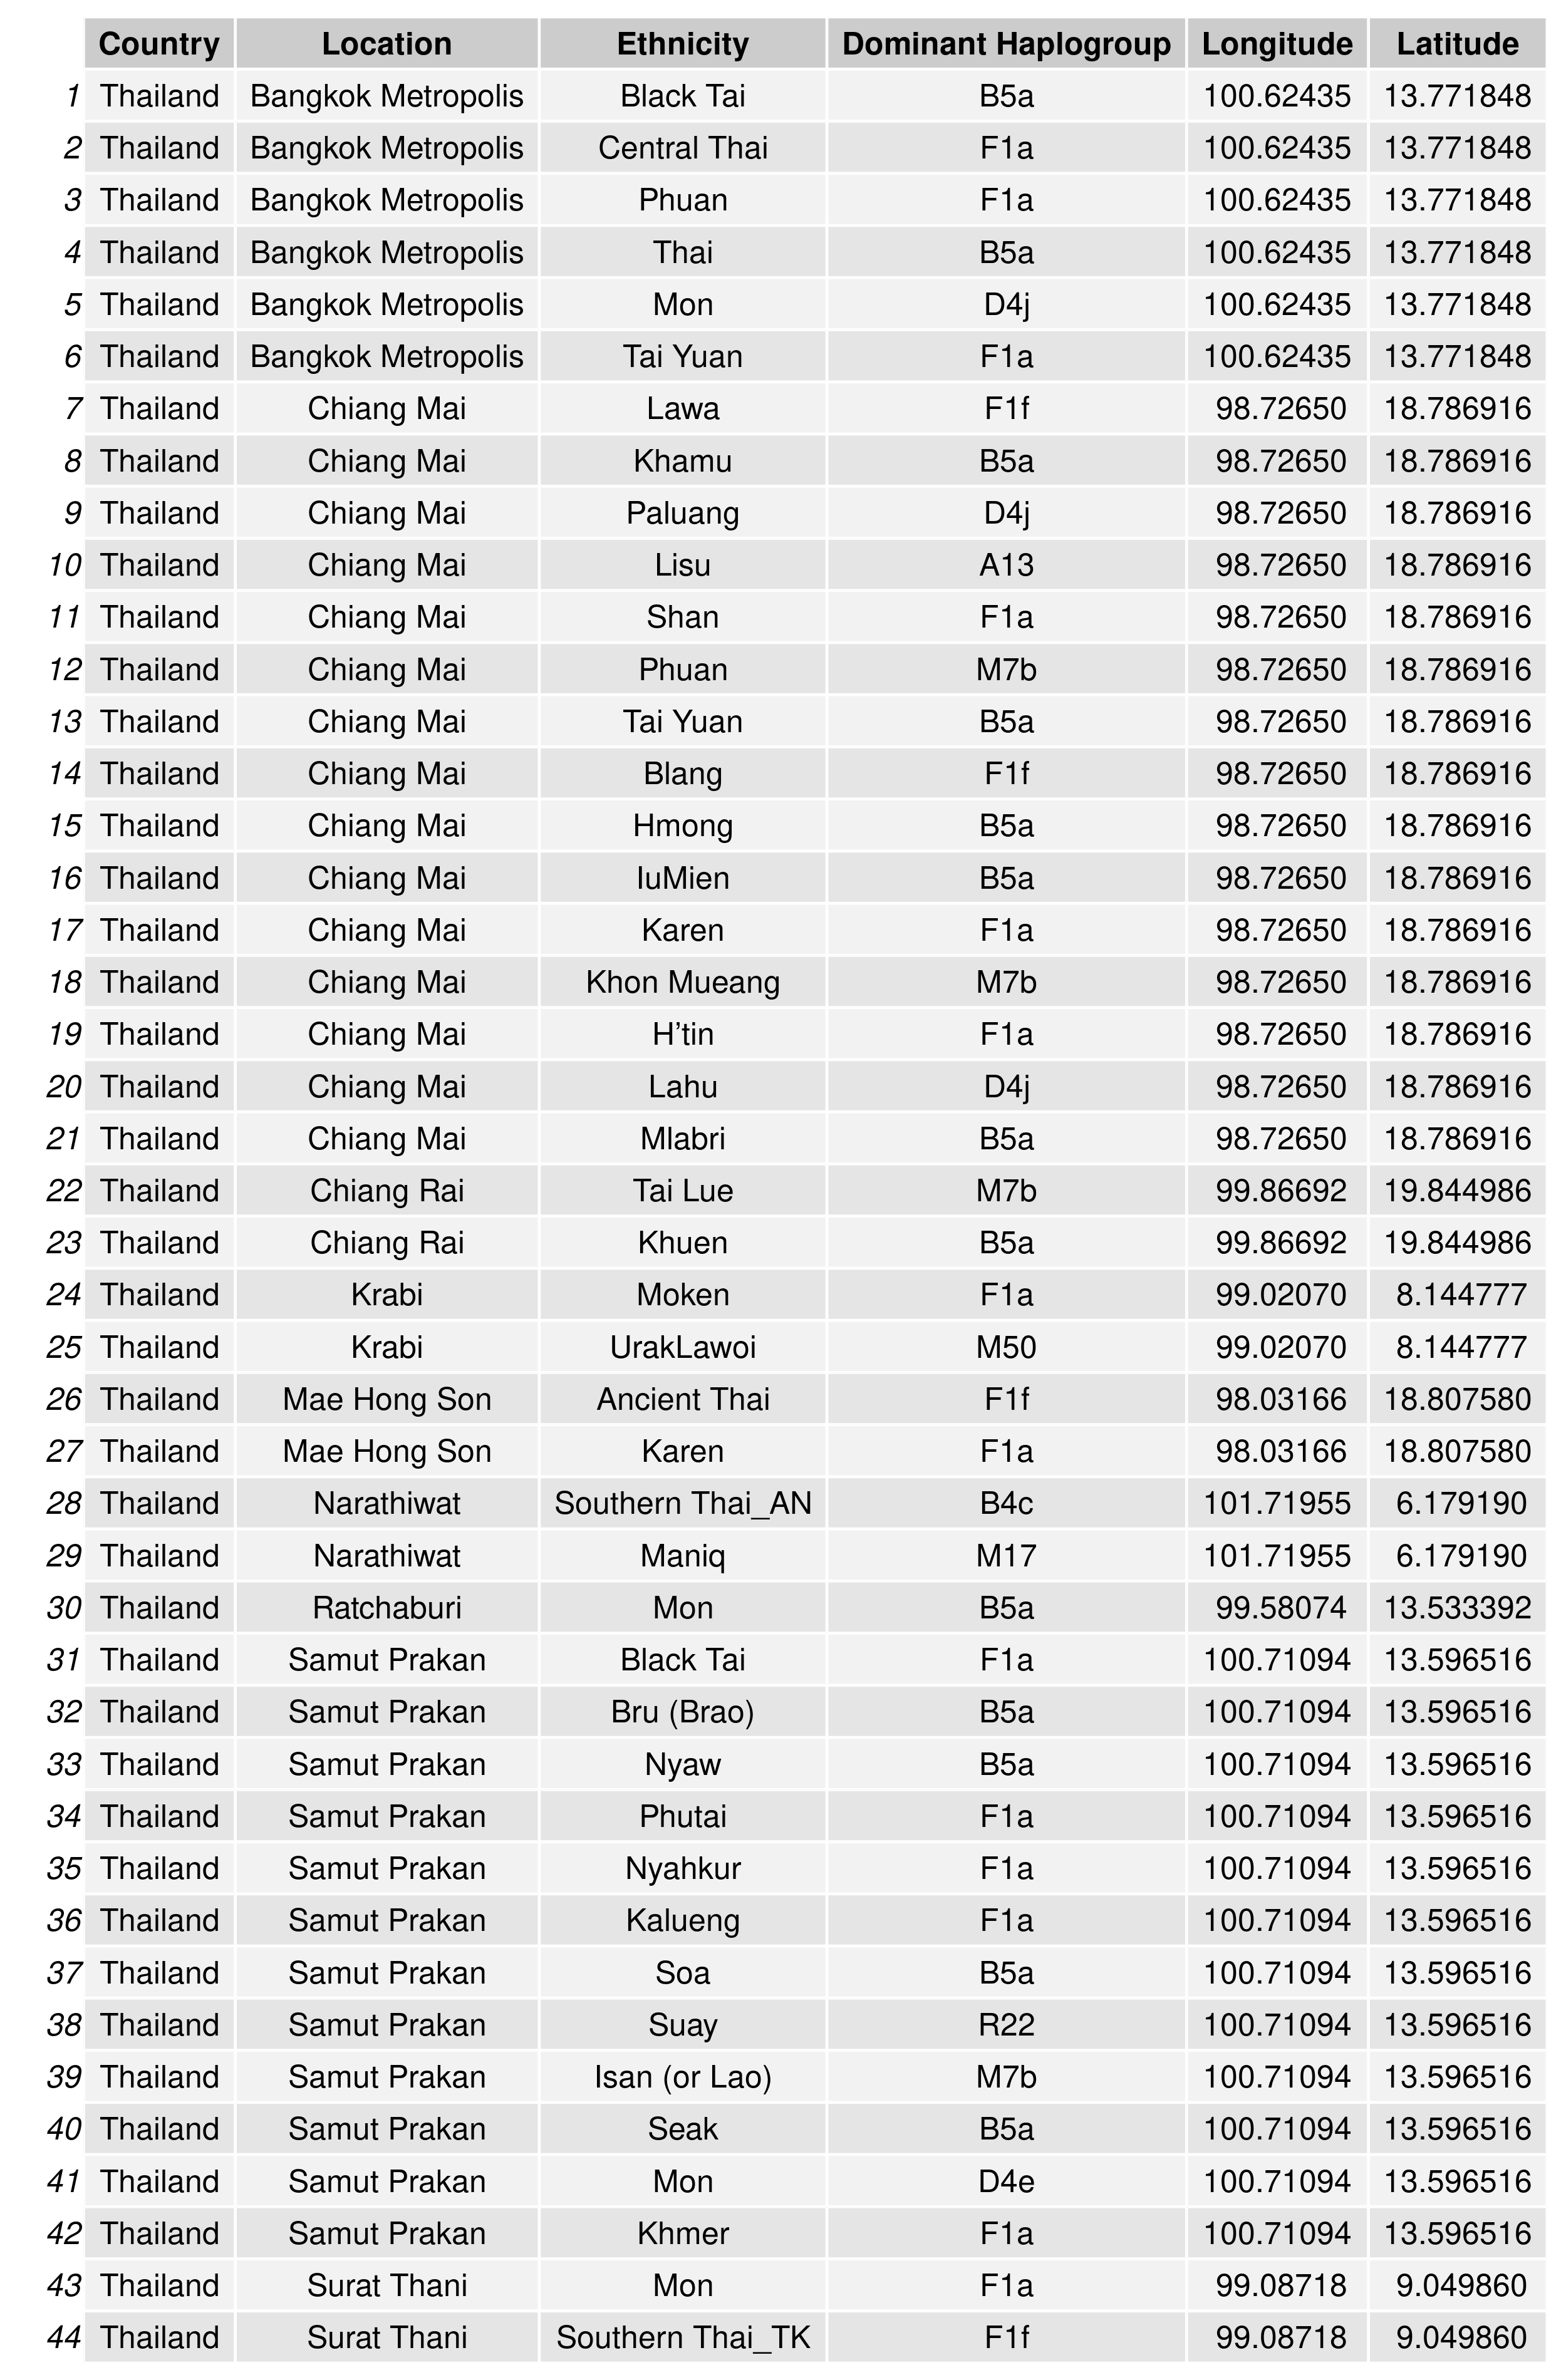 Country Location Ethnicity Dominant Haplogroup Longitude Latitude
1 Thailand Bangkok Metropolis Black Tai B5a 100.62435 13.771848
2 Thailand Bangkok Metropolis Central Thai F1a 100.62435 13.771848
3 Thailand Bangkok Metropolis Phuan F1a 100.62435 13.771848
4 Thailand Bangkok Metropolis Thai B5a 100.62435 13.771848
5 Thailand Bangkok Metropolis Mon D4j 100.62435 13.771848
6 Thailand Bangkok Metropolis Tai Yuan F1a 100.62435 13.771848
7 Thailand Chiang Mai Lawa F1f 98.72650 18.786916
8 Thailand Chiang Mai Khamu B5a 98.72650 18.786916
9 Thailand Chiang Mai Paluang D4j 98.72650 18.786916
10 Thailand Chiang Mai Lisu A13 98.72650 18.786916
11 Thailand Chiang Mai Shan F1a 98.72650 18.786916
12 Thailand Chiang Mai Phuan M7b 98.72650 18.786916
13 Thailand Chiang Mai Tai Yuan B5a 98.72650 18.786916
14 Thailand Chiang Mai Blang F1f 98.72650 18.786916
15 Thailand Chiang Mai Hmong B5a 98.72650 18.786916
16 Thailand Chiang Mai IuMien B5a 98.72650 18.786916
17 Thailand Chiang Mai Karen F1a 98.72650 18.786916
18 Thailand Chiang Mai Khon Mueang M7b 98.72650 18.786916
19 Thailand Chiang Mai H’tin F1a 98.72650 18.786916
20 Thailand Chiang Mai Lahu D4j 98.72650 18.786916
21 Thailand Chiang Mai Mlabri B5a 98.72650 18.786916
22 Thailand Chiang Rai Tai Lue M7b 99.86692 19.844986
23 Thailand Chiang Rai Khuen B5a 99.86692 19.844986
24 Thailand Krabi Moken F1a 99.02070 8.144777
25 Thailand Krabi UrakLawoi M50 99.02070 8.144777
26 Thailand Mae Hong Son Ancient Thai F1f 98.03166 18.807580
27 Thailand Mae Hong Son Karen F1a 98.03166 18.807580
28 Thailand Narathiwat Southern Thai_AN B4c 101.71955 6.179190
29 Thailand Narathiwat Maniq M17 101.71955 6.179190
30 Thailand Ratchaburi Mon B5a 99.58074 13.533392
31 Thailand Samut Prakan Black Tai F1a 100.71094 13.596516
32 Thailand Samut Prakan Bru (Brao) B5a 100.71094 13.596516
33 Thailand Samut Prakan Nyaw B5a 100.71094 13.596516
34 Thailand Samut Prakan Phutai F1a 100.71094 13.596516
35 Thailand Samut Prakan Nyahkur F1a 100.71094 13.596516
36 Thailand Samut Prakan Kalueng F1a 100.71094 13.596516
37 Thailand Samut Prakan Soa B5a 100.71094 13.596516
38 Thailand Samut Prakan Suay R22 100.71094 13.596516
39 Thailand Samut Prakan Isan (or Lao) M7b 100.71094 13.596516
40 Thailand Samut Prakan Seak B5a 100.71094 13.596516
41 Thailand Samut Prakan Mon D4e 100.71094 13.596516
42 Thailand Samut Prakan Khmer F1a 100.71094 13.596516
43 Thailand Surat Thani Mon F1a 99.08718 9.049860
44 Thailand Surat Thani Southern Thai_TK F1f 99.08718 9.049860